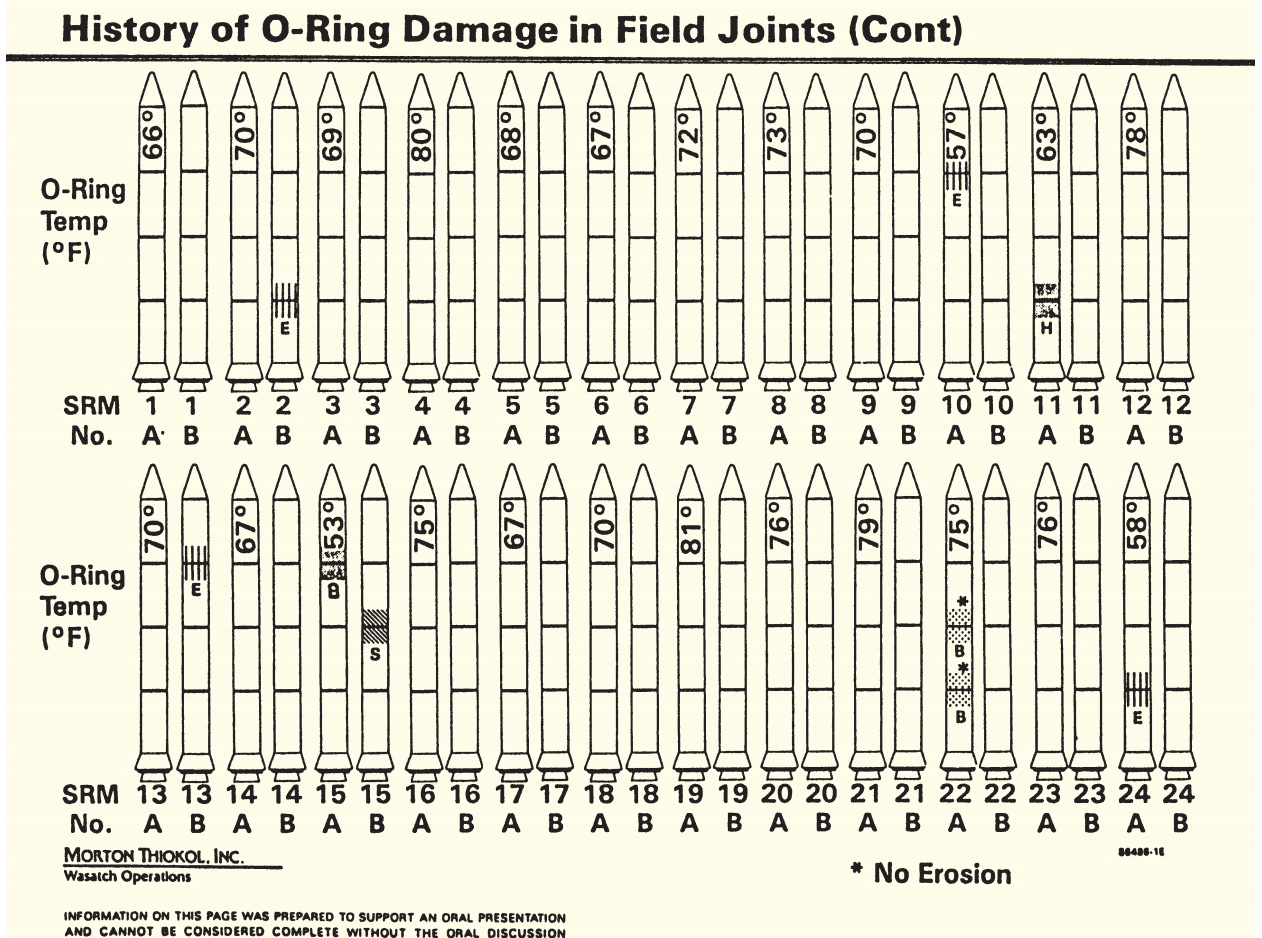 History of O-Ring Damage in Field Joints (Cont)
66° 70° 69° 80° 68° 67° 72° 73° 70° 57° 63° 78°
O-Ring
Temp
(°F)
E
E
H
SRM 1 1 2 2 3 3 4 4 5 5 6 6 7 7 8 8 9 9 10 10 11 11 12 12
No. A B A B A B A B A B A B A B A B A B A B A B A B
70° 67° 53° 75° 67° 70° 81° 76° 79° 75° 76° 58°
O-Ring
Temp
(°F)
E B
*
S B
*
B E
SRM 13 13 14 14 15 15 16 16 17 17 18 18 19 19 20 20 21 21 22 22 23 23 24 24
No. A B A B A B A B A B A B A B A B A B A B A B A B
MORTON THIOKOL, INC.
Wasatch Operations
* No Erosion
INFORMATION ON THIS PAGE WAS PREPARED TO SUPPORT AN ORAL PRESENTATION
AND CANNOT BE CONSIDERED COMPLETE WITHOUT THE ORAL DISCUSSION